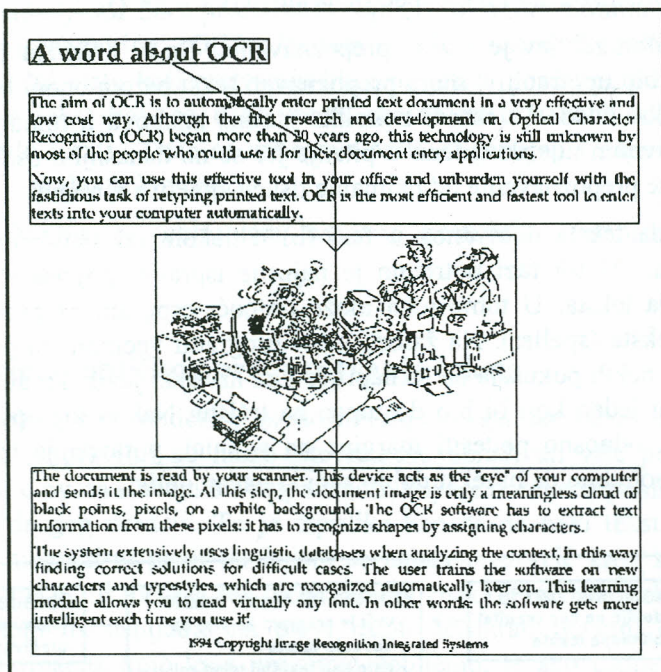 A word about OCR
The aim of OCR is to automatically enter printed text document in a very effective and
low cost way. Although the first research and development on Optical Character
Recognition (OCR) began more than 30 years ago, this technology is still unknown by
most of the people who could use it for their document entry applications.
Now, you can use this effective tool in your office and unburden yourself with the
fastidious task of retyping printed text. OCR is the most efficient and fastest tool to enter
texts into your computer automatically.
The document is read by your scanner. This device acts as the "eye" of your computer
and sends it the image. At this step, the document image is only a meaningless cloud of
black points, pixels, on a white background. The OCR software has to extract text
information from these pixels: it has to recognize shapes by assigning characters.
The system extensively uses linguistic databases when analyzing the context, in this way
finding correct solutions for difficult cases. The user trains the software on new
characters and typestyles, which are recognized automatically later on. This learning
module allows you to read virtually any font. In other words: the software gets more
intelligent each time you use it!
1994 Copyright Image Recognition Integrated Systems